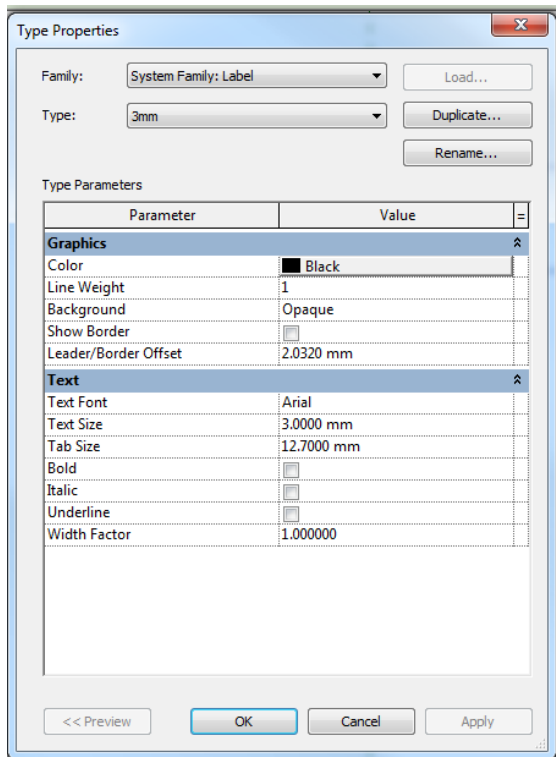 Type Properties
Family: System Family: Label Load...
Type: 3mm Duplicate...
Rename...
Type Parameters
Parameter Value =
Graphics
Color Black
Line Weight 1
Background Opaque
Show Border
Leader/Border Offset 2.0320 mm
Text
Text Font Arial
Text Size 3.0000 mm
Tab Size 12.7000 mm
Bold
Italic
Underline
Width Factor 1.000000
<< Preview OK Cancel Apply